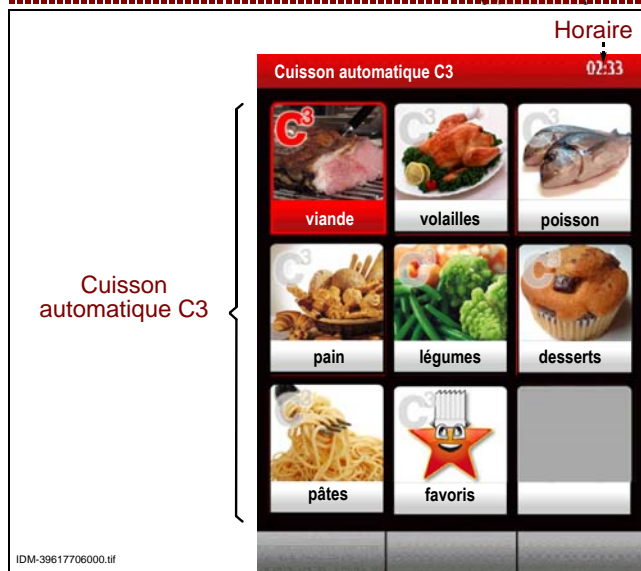 Horaire
Cuisson automatique C3 02:33
C3
viande volailles poisson
Cuisson
automatique C3
pain légumes desserts
pâtes favoris
IDM-39617706000.tif